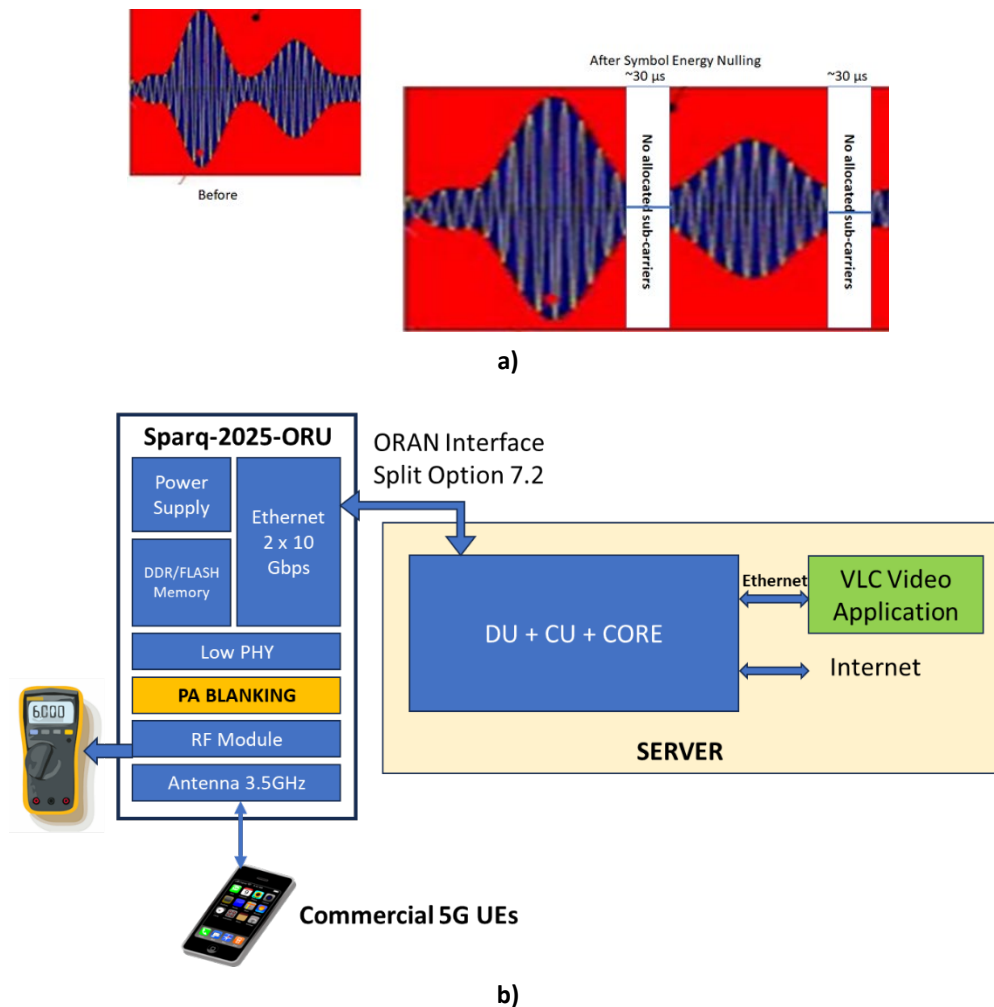 After Symbol Energy Nulling
~30 µs
~30 µs
No allocated
sub-carriers
No allocated
sub-carriers
Before
a)
Sparq-2025-ORU
Power
Supply
Ethernet
2 x 10
Gbps
DDR/FLASH
Memory
Low PHY
PA BLANKING
RF Module
Antenna 3.5GHz
6.000
ORAN Interface
Split Option 7.2
DU + CU + CORE
Ethernet
VLC Video
Application
Internet
SERVER
Commercial 5G UEs
b)